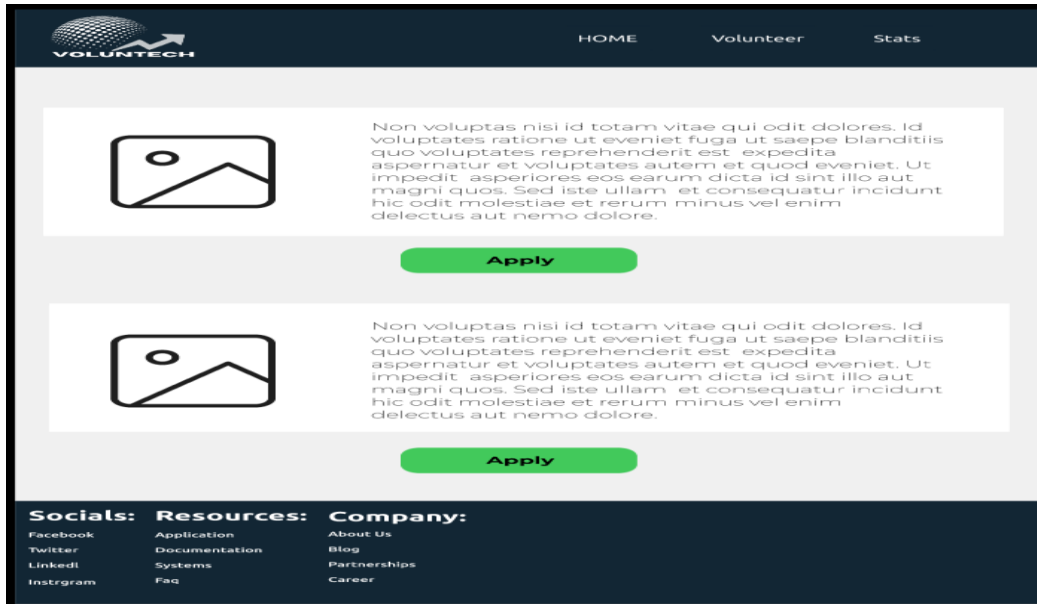 VOLUNTECH
HOME Volunteer Stats
Non voluptas nisi id totam vitae qui odit dolores. Id
voluptates ratione ut eveniet fuga ut saepe blanditiis
quo voluptates reprehenderit est expedita
aspernatur et voluptates autem et quod eveniet. Ut
impedit asperiores eos earum dicta id sint illo aut
magni quos. Sed iste ullam et consequatur incidunt
hic odit molestiae et rerum minus vel enim
delectus aut nemo dolore.
Apply
Non voluptas nisi id totam vitae qui odit dolores. Id
voluptates ratione ut eveniet fuga ut saepe blanditiis
quo voluptates reprehenderit est expedita
aspernatur et voluptates autem et quod eveniet. Ut
impedit asperiores eos earum dicta id sint illo aut
magni quos. Sed iste ullam et consequatur incidunt
hic odit molestiae et rerum minus vel enim
delectus aut nemo dolore.
Apply
Socials:
Facebook
Twitter
LinkedI
Instrgram
Resources:
Application
Documentation
Systems
Faq
Company:
About Us
Blog
Partnerships
Career